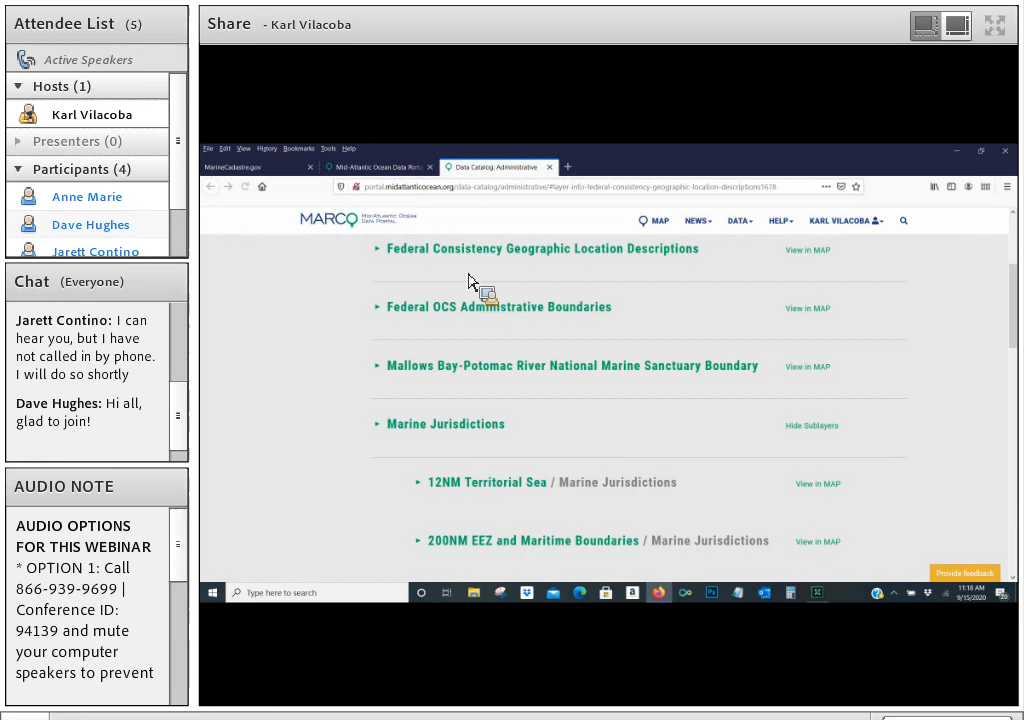 Attendee List (5)
Active Speakers
Hosts (1)
Karl Vilacoba
Presenters (0)
Participants (4)
Anne Marie
Dave Hughes
Jarett Contino
Chat (Everyone)
Jarett Contino: I can
hear you, but I have
not called in by phone.
I will do so shortly
Dave Hughes: Hi all,
glad to join!
AUDIO NOTE
AUDIO OPTIONS
FOR THIS WEBINAR
* OPTION 1: Call
866-939-9699 |
Conference ID:
94139 and mute
your computer
speakers to prevent
Share - Karl Vilacoba
File Edit View History Bookmarks Tools Help
MarineCadastre.gov
Mid-Atlantic Ocean Data Port
Data Catalog: Administrative
portal.midatlanticocean.org/data-catalog/administrative/#layer-info-federal-consistency-geographic-location-descriptions1678
MARCO MID-ATLANTIC OCEAN
DATA PORTAL
MAP NEWS DATA HELP KARL VILACOBA
Federal Consistency Geographic Location Descriptions View in MAP
Federal OCS Administrative Boundaries View in MAP
Mallows Bay-Potomac River National Marine Sanctuary Boundary View in MAP
Marine Jurisdictions Hide Sublayers
12NM Territorial Sea / Marine Jurisdictions View in MAP
200NM EEZ and Maritime Boundaries / Marine Jurisdictions View in MAP
Provide feedback
Type here to search
11:18 AM
9/15/2020